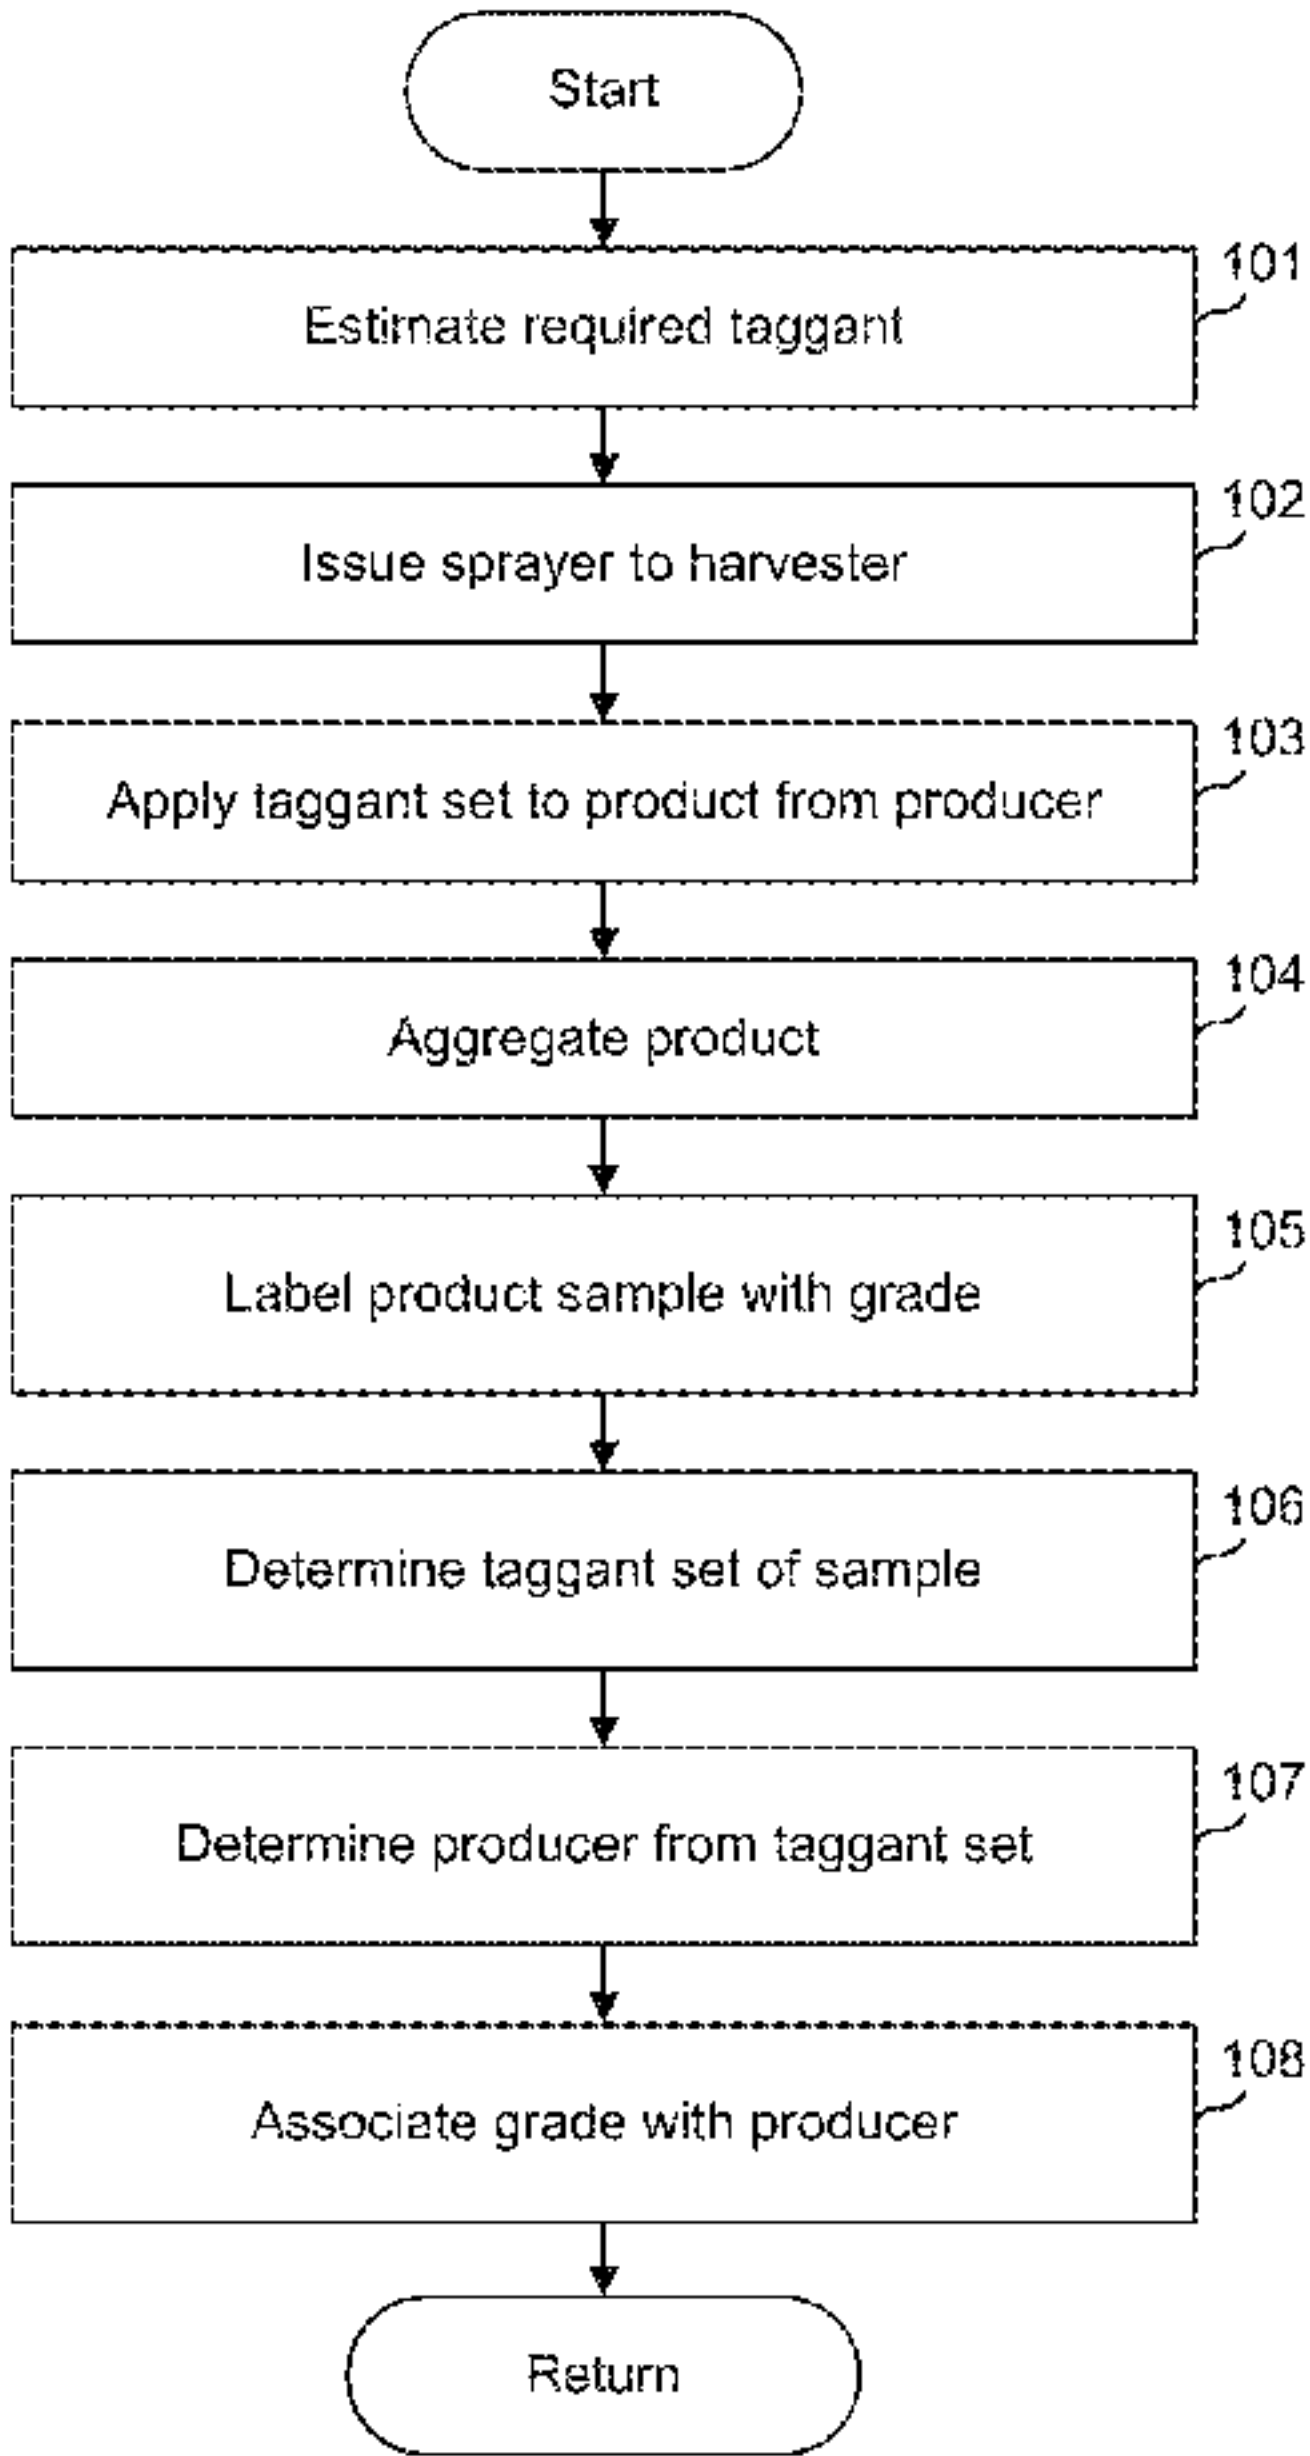 Start
101
Estimate required taggant
102
Issue sprayer to harvester
103
Apply taggant set to product from producer
104
Aggregate product
105
Label product sample with grade
106
Determine taggant set of sample
107
Determine producer from taggant set
108
Associate grade with producer
Return